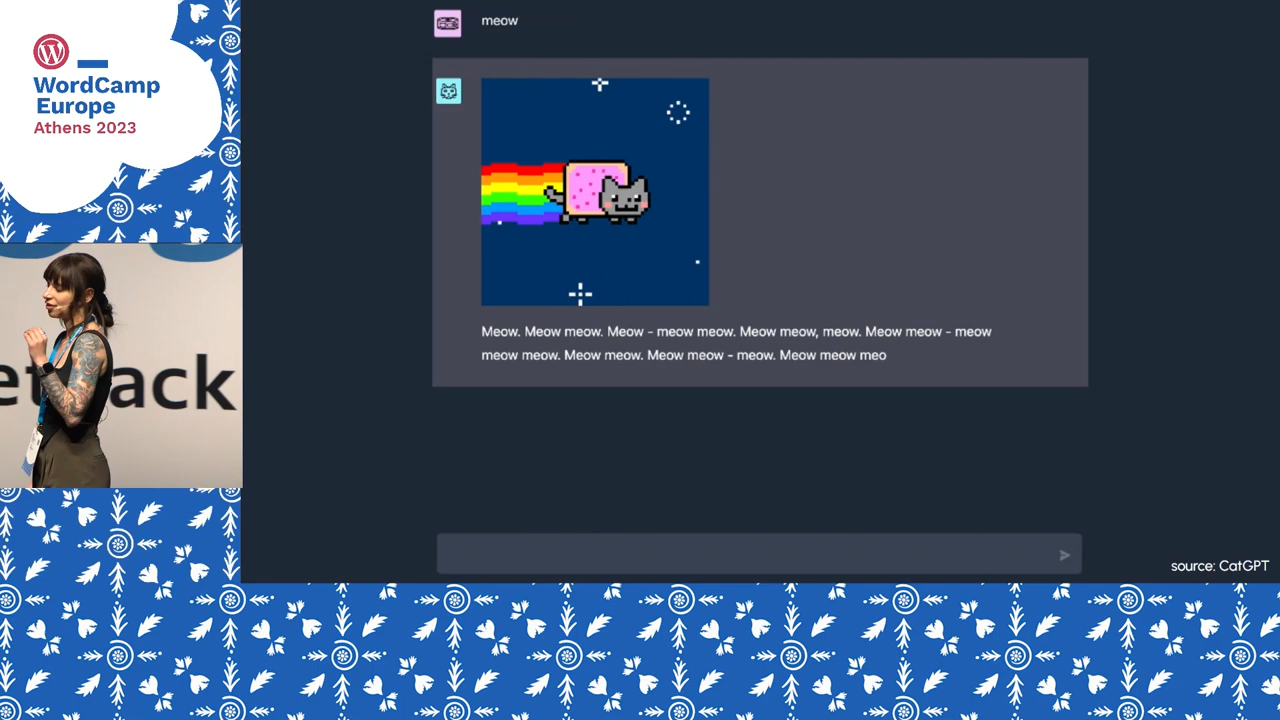 WordCamp
Europe
Athens 2023
meow
Meow. Meow meow. Meow - meow meow. Meow meow, meow. Meow meow - meow
meow meow. Meow meow. Meow meow - meow. Meow meow meo
source: CatGPT
etpack